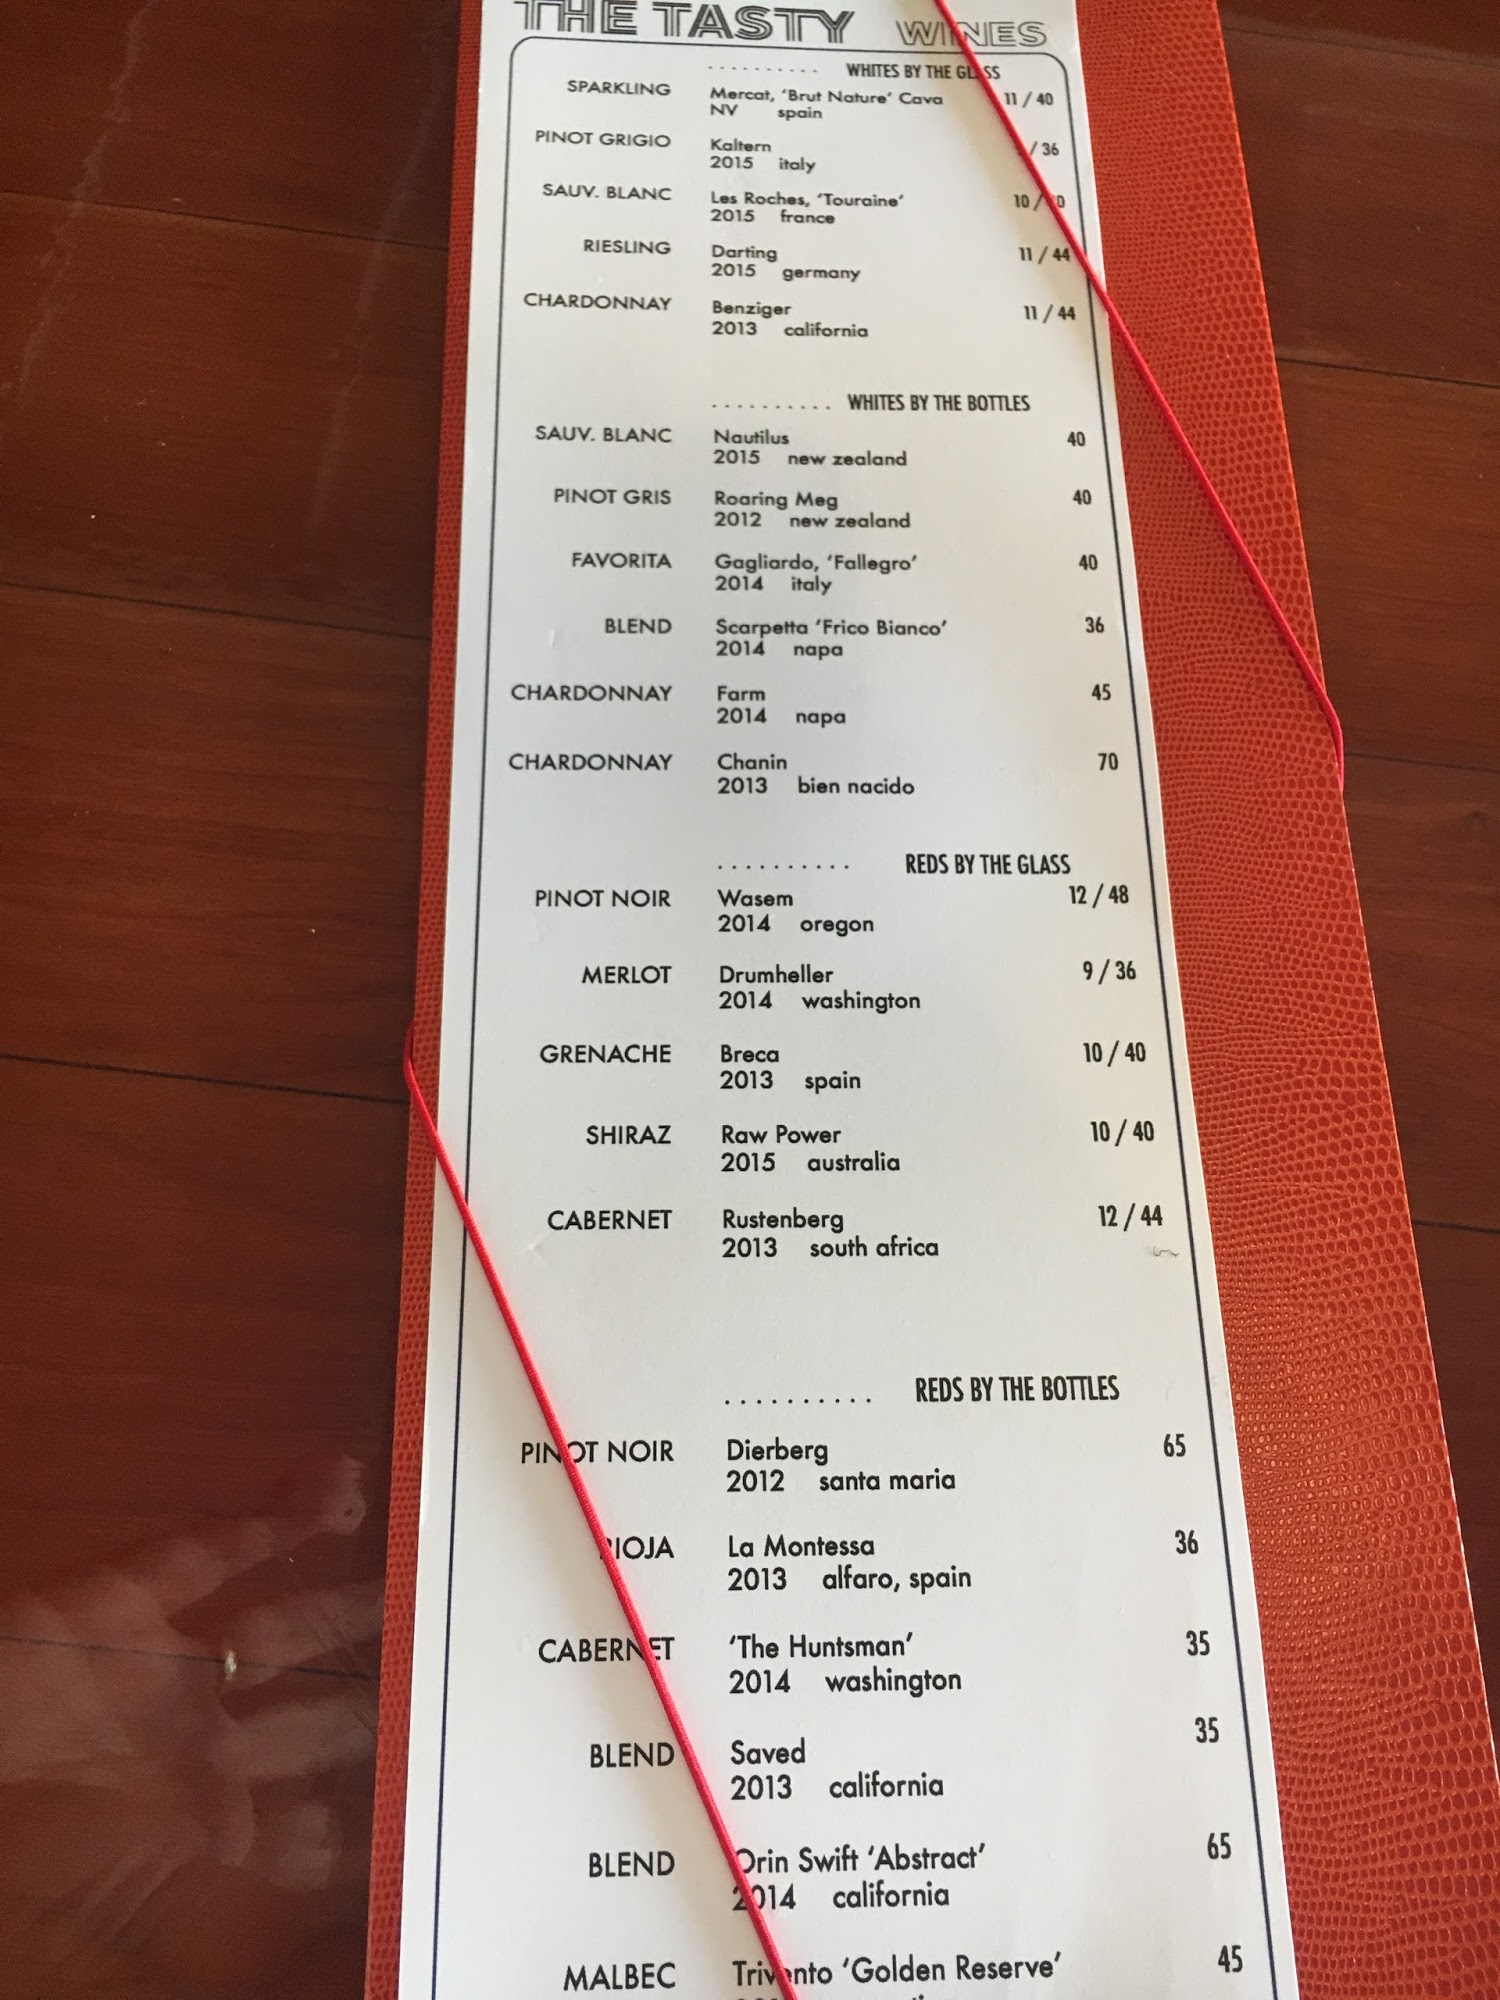 THE TASTY WINES
.......... WHITES BY THE GLASS
SPARKLING Mercat, 'Brut Nature' Cava 11 / 40
NV spain
PINOT GRIGIO Kaltern / 36
2015 italy
SAUV. BLANC Les Roches, 'Touraine' 10 /
2015 france
RIESLING Darting 11 / 44
2015 germany
CHARDONNAY Benziger 11 / 44
2013 california
.......... WHITES BY THE BOTTLES
SAUV. BLANC Nautilus 40
2015 new zealand
PINOT GRIS Roaring Meg 40
2012 new zealand
FAVORITA Gagliardo, 'Fallegro' 40
2014 italy
BLEND Scarpetta 'Frico Bianco' 36
2014 napa
CHARDONNAY Farm 45
2014 napa
CHARDONNAY Chanin 70
2013 bien nacido
.......... REDS BY THE GLASS
PINOT NOIR Wasem 12 / 48
2014 oregon
MERLOT Drumheller 9 / 36
2014 washington
GRENACHE Breca 10 / 40
2013 spain
SHIRAZ Raw Power 10 / 40
2015 australia
CABERNET Rustenberg 12 / 44
2013 south africa
.......... REDS BY THE BOTTLES
PINOT NOIR Dierberg 65
2012 santa maria
RIOJA La Montessa 36
2013 alfaro, spain
CABERNET 'The Huntsman' 35
2014 washington
BLEND Saved 35
2013 california
BLEND Orin Swift 'Abstract' 65
2014 california
MALBEC Trivento 'Golden Reserve' 45